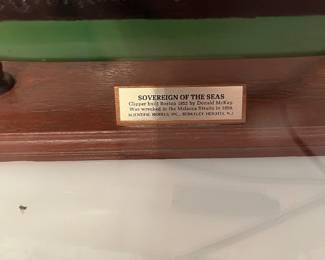 SOVEREIGN OF THE SEAS
Clipper built Boston 1852 by Donald McKay
Was wrecked in the Malacca Straits in 1859.
SCIENTIFIC MODELS, INC., BERKELEY HEIGHTS, N.J.